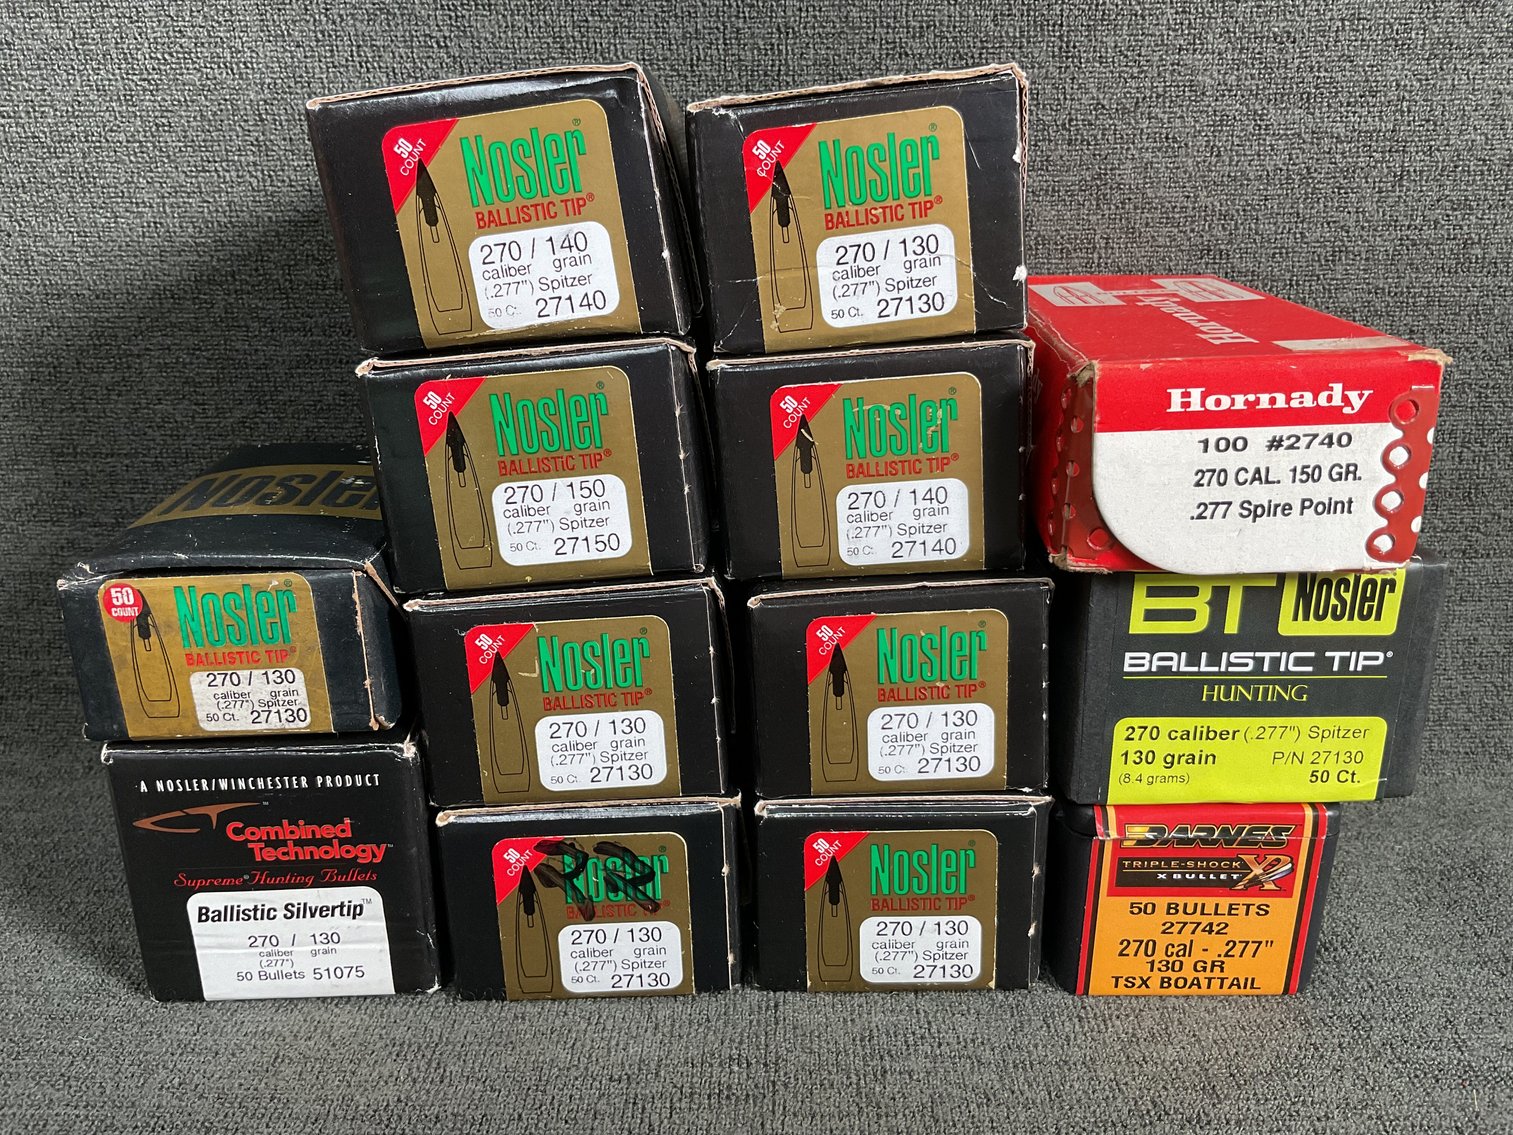 50
COUNT
Nosler®
BALLISTIC TIP®
270 / 140
caliber grain
(.277") Spitzer
50 Ct. 27140
50
COUNT
Nosler®
BALLISTIC TIP®
270 / 130
caliber grain
(.277") Spitzer
50 Ct. 27130
50
COUNT
Nosler®
BALLISTIC TIP®
270 / 150
caliber grain
(.277") Spitzer
50 Ct. 27150
50
COUNT
Nosler®
BALLISTIC TIP®
270 / 140
caliber grain
(.277") Spitzer
50 Ct. 27140
Hornady
Hornady
100 #2740
270 CAL. 150 GR.
.277 Spire Point
Nosler
50
COUNT
Nosler®
BALLISTIC TIP®
270 / 130
caliber grain
(.277") Spitzer
50 Ct. 27130
50
COUNT
Nosler®
BALLISTIC TIP®
270 / 130
caliber grain
(.277") Spitzer
50 Ct. 27130
50
COUNT
Nosler®
BALLISTIC TIP®
270 / 130
caliber grain
(.277") Spitzer
50 Ct. 27130
BT Nosler®
BALLISTIC TIP®
HUNTING
270 caliber (.277") Spitzer
130 grain P/N 27130
(8.4 grams) 50 Ct.
A NOSLER/WINCHESTER PRODUCT
CT™
Combined
Technology™
Supreme® Hunting Bullets
Ballistic Silvertip™
270 / 130
caliber grain
(.277")
50 Bullets 51075
50
COUNT
Nosler
BALLISTIC TIP®
270 / 130
caliber grain
(.277") Spitzer
50 Ct. 27130
50
COUNT
Nosler®
BALLISTIC TIP®
270 / 130
caliber grain
(.277") Spitzer
50 Ct. 27130
BARNES
TRIPLE-SHOCK
X BULLET
50 BULLETS
27742
270 cal - .277"
130 GR
TSX BOATTAIL